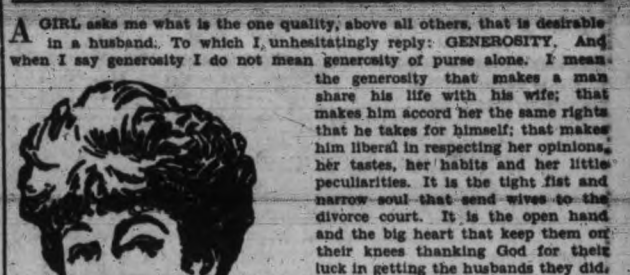 A GIRL asks me what is the one quality, above all others, that is desirable
in a husband. To which I unhesitatingly reply: GENEROSITY. And
when I say generosity I do not mean generosity of purse alone. I mean
the generosity that makes a man
share his life with his wife; that
makes him accord her the same rights
that he takes for himself; that makes
him liberal in respecting her opinions,
her tastes, her habits and her little
peculiarities. It is the tight fist and
narrow soul that send wives to the
divorce court. It is the open hand
and the big heart that keep them on
their knees thanking God for their
luck in getting the husbands they did.